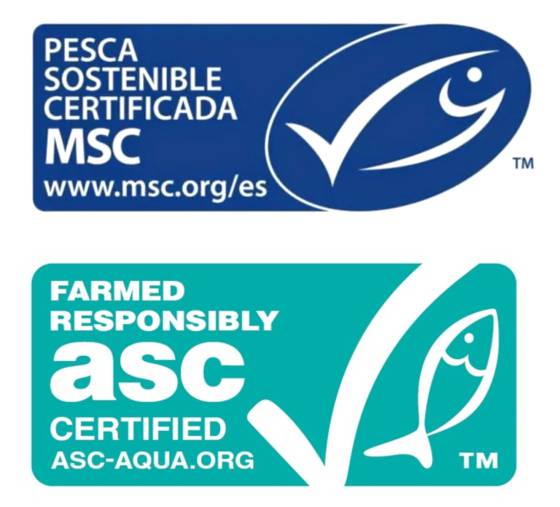 PESCA
SOSTENIBLE
CERTIFICADA
MSC
www.msc.org/es
TM
FARMED
RESPONSIBLY
asc
CERTIFIED
ASC-AQUA.ORG
TM